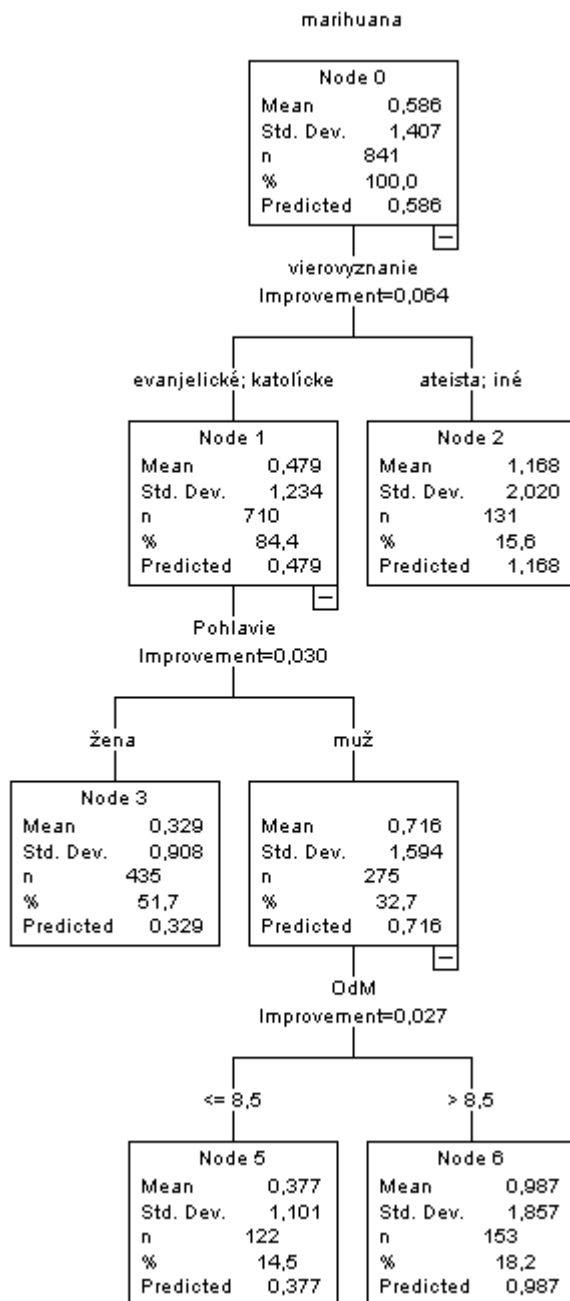 marihuana
Node 0
Mean 0,586
Std. Dev. 1,407
n 841
% 100,0
Predicted 0,586
vierovyznanie
Improvement=0,064
evanjelické; katolícke
ateista; iné
Node 1
Mean 0,479
Std. Dev. 1,234
n 710
% 84,4
Predicted 0,479
Node 2
Mean 1,168
Std. Dev. 2,020
n 131
% 15,6
Predicted 1,168
Pohlavie
Improvement=0,030
žena
muž
Node 3
Mean 0,329
Std. Dev. 0,908
n 435
% 51,7
Predicted 0,329
Mean 0,716
Std. Dev. 1,594
n 275
% 32,7
Predicted 0,716
OdM
Improvement=0,027
<= 8,5
> 8,5
Node 5
Mean 0,377
Std. Dev. 1,101
n 122
% 14,5
Predicted 0,377
Node 6
Mean 0,987
Std. Dev. 1,857
n 153
% 18,2
Predicted 0,987